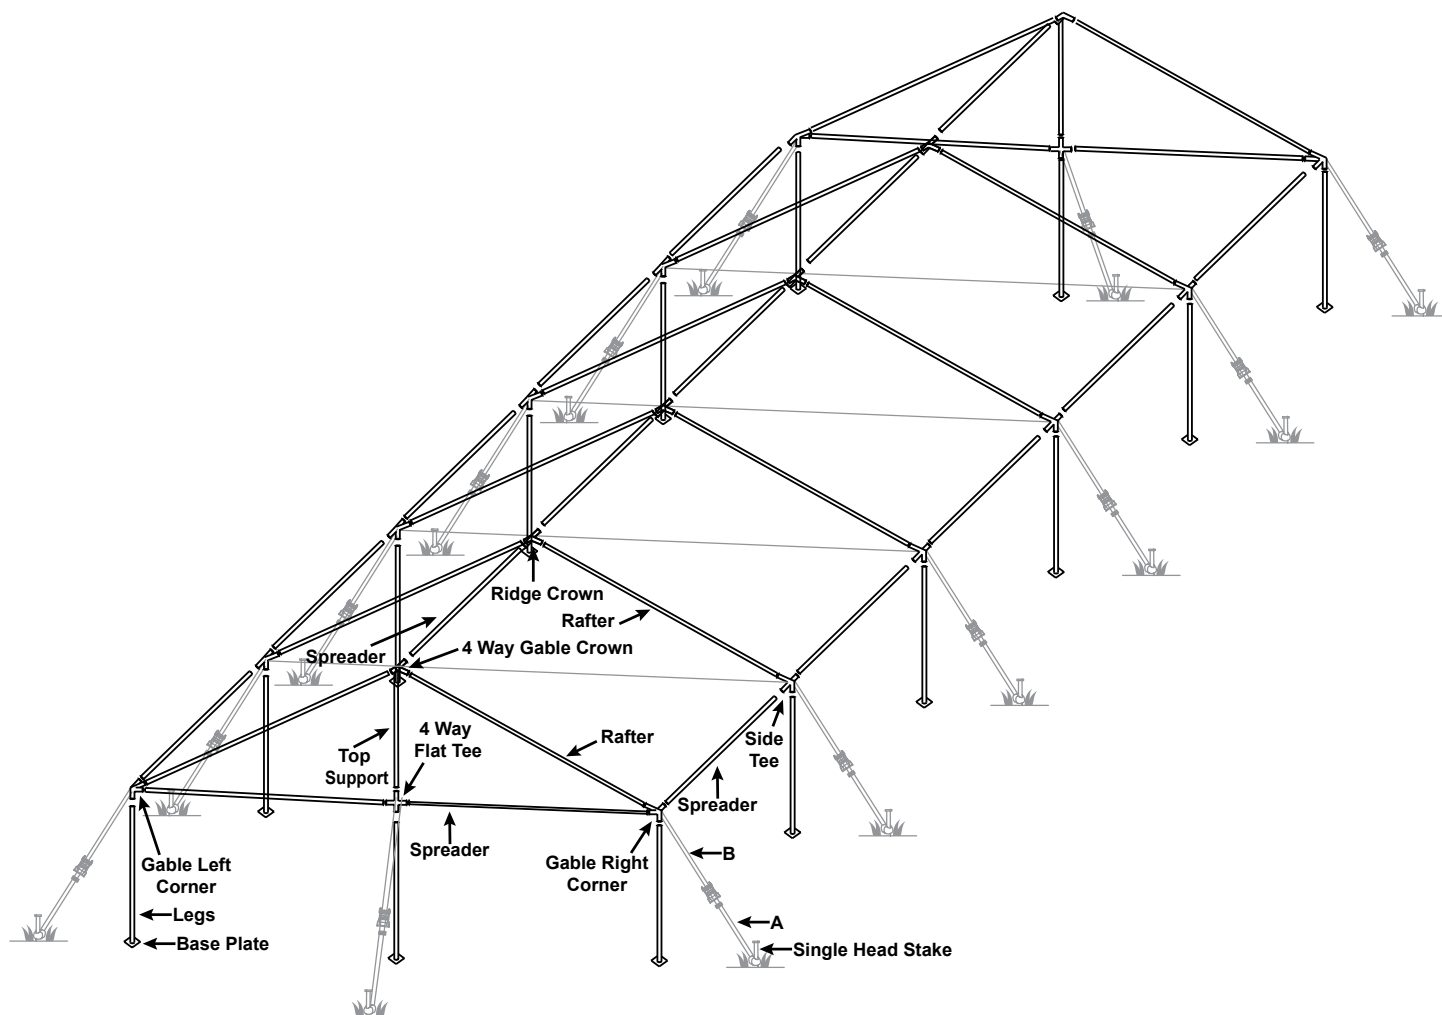 Ridge Crown
Rafter
Spreader
4 Way Gable Crown
4 Way
Flat Tee
Rafter
Side
Tee
Top
Support
Spreader
Spreader
Gable Left
Corner
Gable Right
Corner
B
Legs
A
Base Plate
Single Head Stake